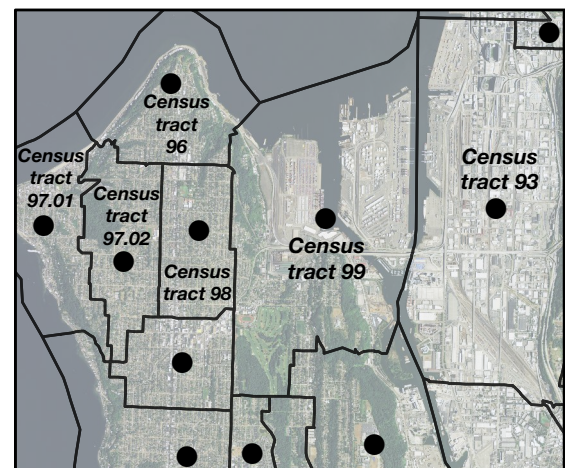 Census
tract
96
Census
tract
97.01
Census
tract
97.02
Census
tract 93
Census
tract 99
Census
tract 98